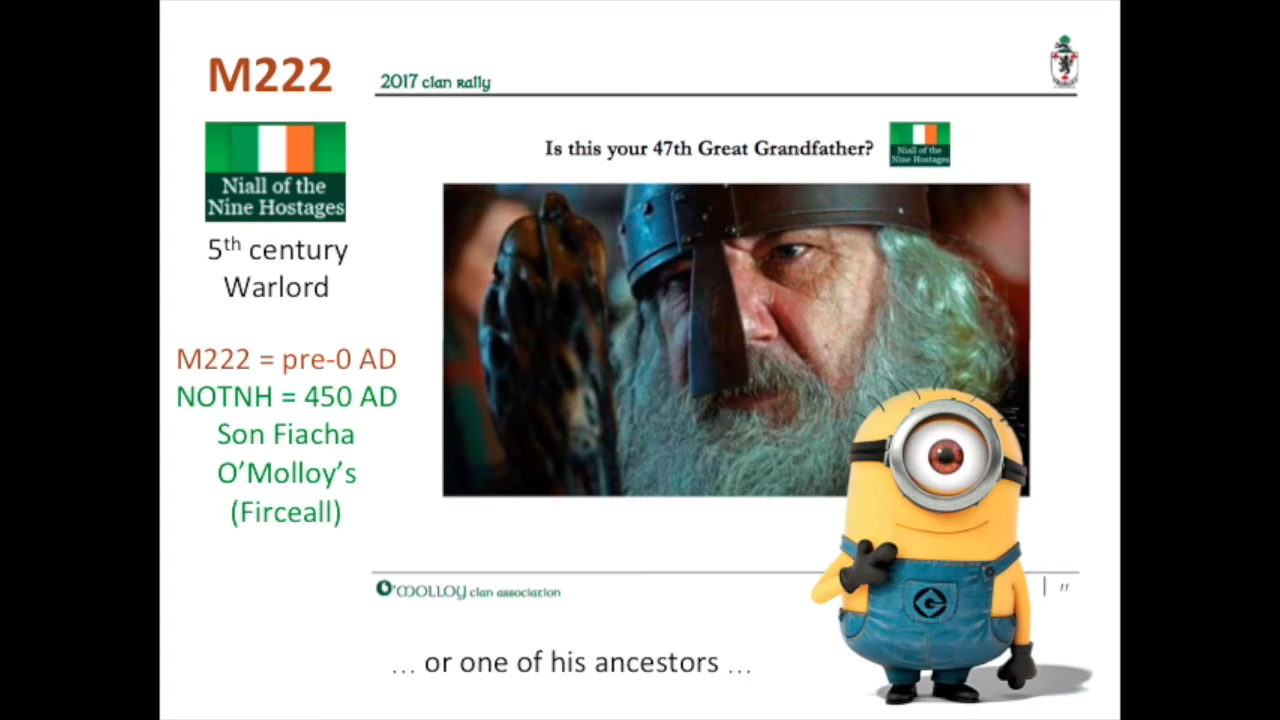 M222
2017 clan rally
Niall of the
Nine Hostages
5th century
Warlord
M222 = pre-0 AD
NOTNH = 450 AD
Son Fiacha
O’Molloy’s
(Firceall)
Is this your 47th Great Grandfather?
Niall of the
Nine Hostages
O'MOLLOY clan association
11
… or one of his ancestors …